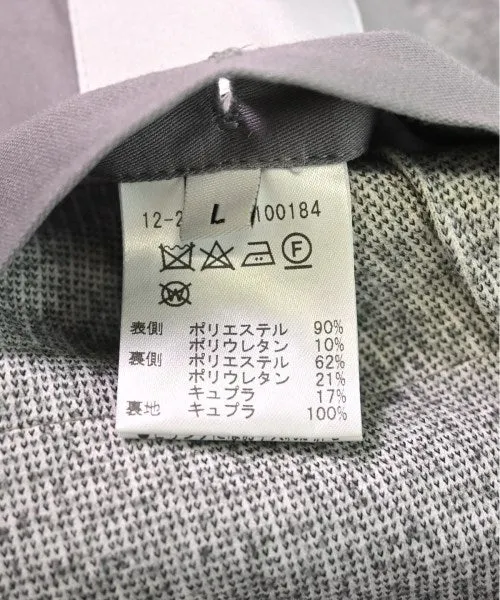 12-2 L 100184
F
W
表側 ポリエステル 90%
ポリウレタン 10%
裏側 ポリエステル 62%
ポリウレタン 21%
キュプラ 17%
裏地 キュプラ 100%